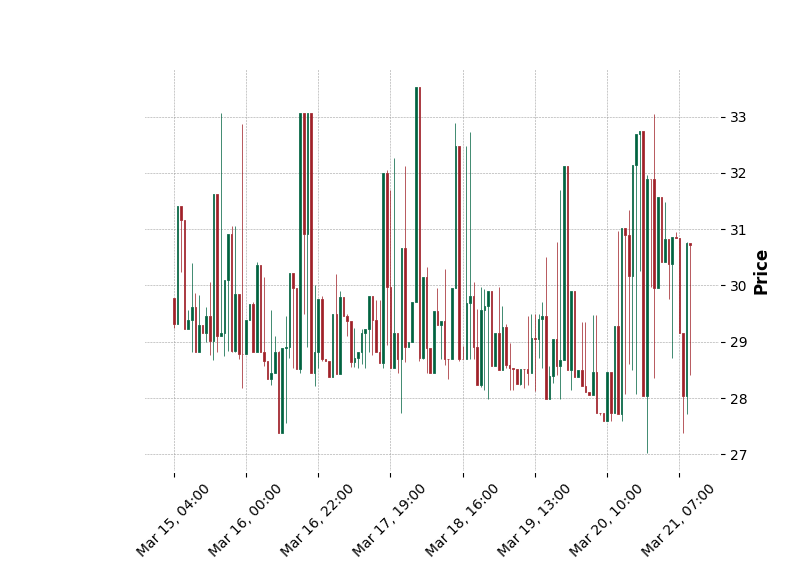 33
32
31
30
29
28
27
Price
Mar 15, 04:00
Mar 16, 00:00
Mar 16, 22:00
Mar 17, 19:00
Mar 18, 16:00
Mar 19, 13:00
Mar 20, 10:00
Mar 21, 07:00